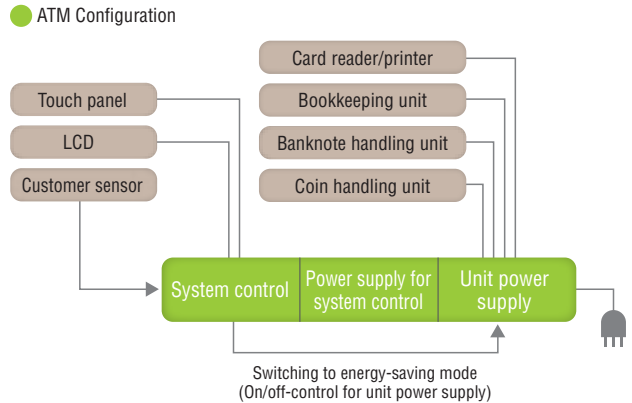 ATM Configuration
Card reader/printer
Touch panel
Bookkeeping unit
LCD
Banknote handling unit
Customer sensor
Coin handling unit
System control
Power supply for
system control
Unit power
supply
Switching to energy-saving mode
(On/off-control for unit power supply)